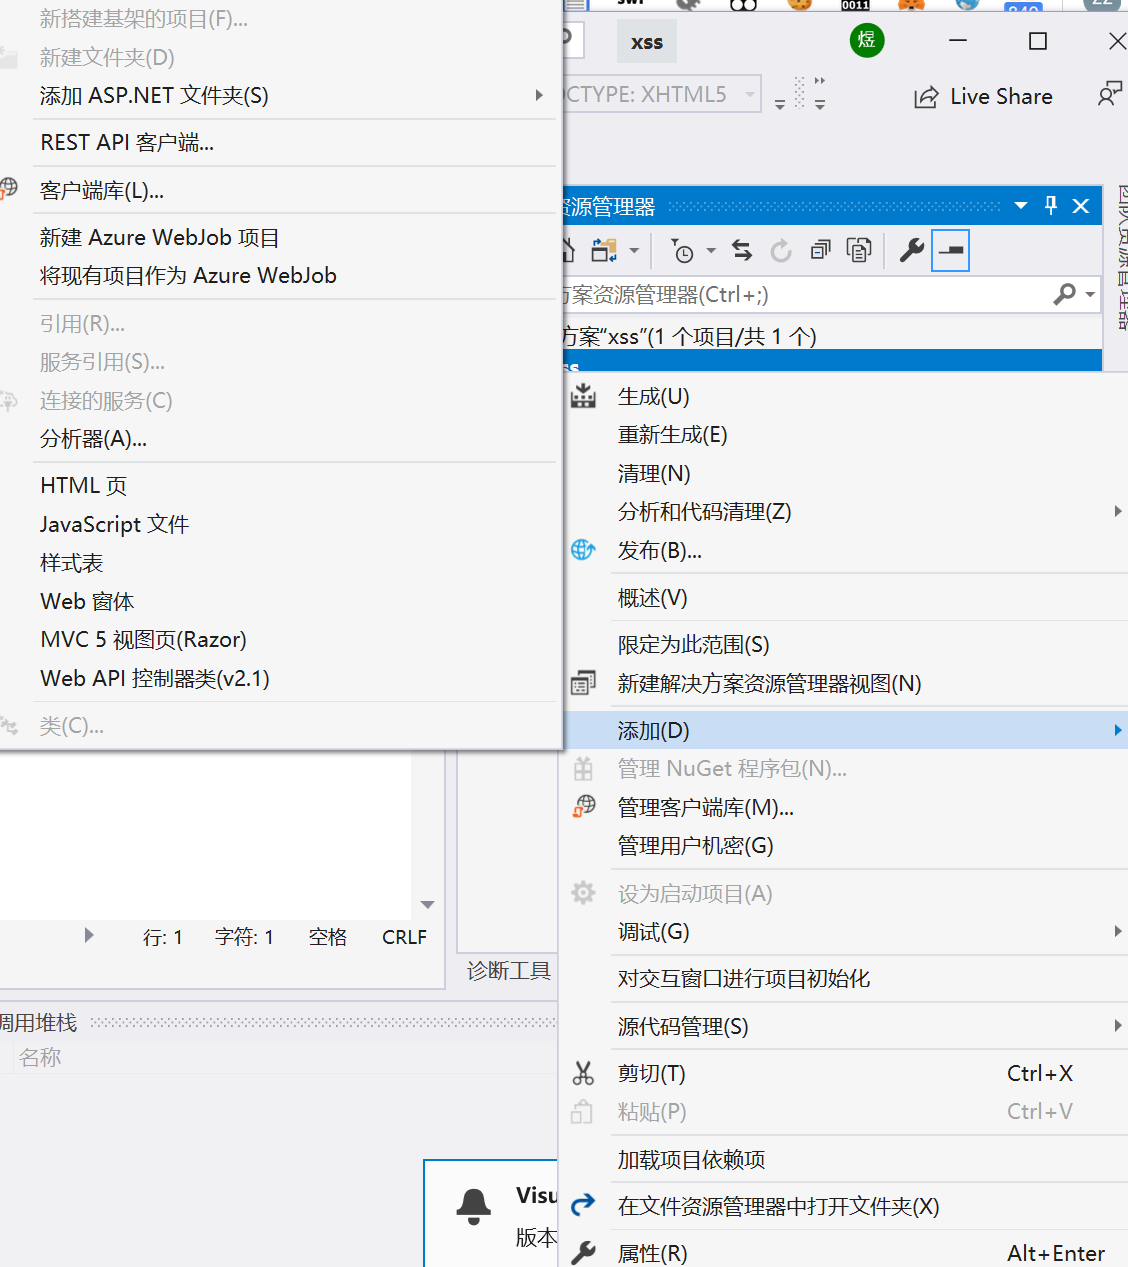 新搭建基架的项目(F)...
新建文件夹(D)
添加 ASP.NET 文件夹(S)
REST API 客户端...
客户端库(L)...
新建 Azure WebJob 项目
将现有项目作为 Azure WebJob
引用(R)...
服务引用(S)...
连接的服务(C)
分析器(A)...
HTML 页
JavaScript 文件
样式表
Web 窗体
MVC 5 视图页(Razor)
Web API 控制器类(v2.1)
类(C)...
0011
xss
煜
CTYPE: XHTML5
Live Share
资源管理器
方案资源管理器(Ctrl+;)
方案“xss”(1 个项目/共 1 个)
团队资源管理器
生成(U)
重新生成(E)
清理(N)
分析和代码清理(Z)
发布(B)...
概述(V)
限定为此范围(S)
新建解决方案资源管理器视图(N)
添加(D)
管理 NuGet 程序包(N)...
管理客户端库(M)...
管理用户机密(G)
设为启动项目(A)
调试(G)
对交互窗口进行项目初始化
源代码管理(S)
剪切(T) Ctrl+X
粘贴(P) Ctrl+V
加载项目依赖项
在文件资源管理器中打开文件夹(X)
属性(R) Alt+Enter
行: 1 字符: 1 空格 CRLF
诊断工具
调用堆栈
名称
Visu
版本